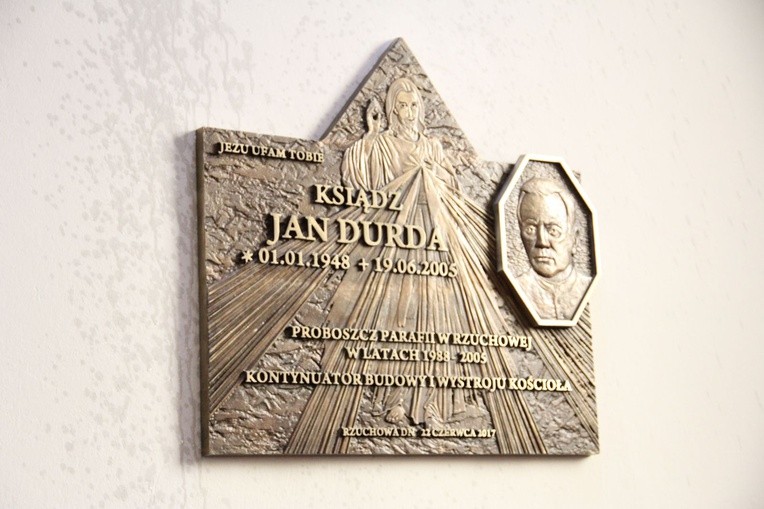 JEZU UFAM TOBIE
KSIĄDZ
JAN DURDA
* 01.01.1948 + 19.06.2005
PROBOSZCZ PARAFII W RZUCHOWEJ
W LATACH 1988 - 2005
KONTYNUATOR BUDOWY I WYSTROJU KOŚCIOŁA
RZUCHOWA DN 22 CZERWCA 2017